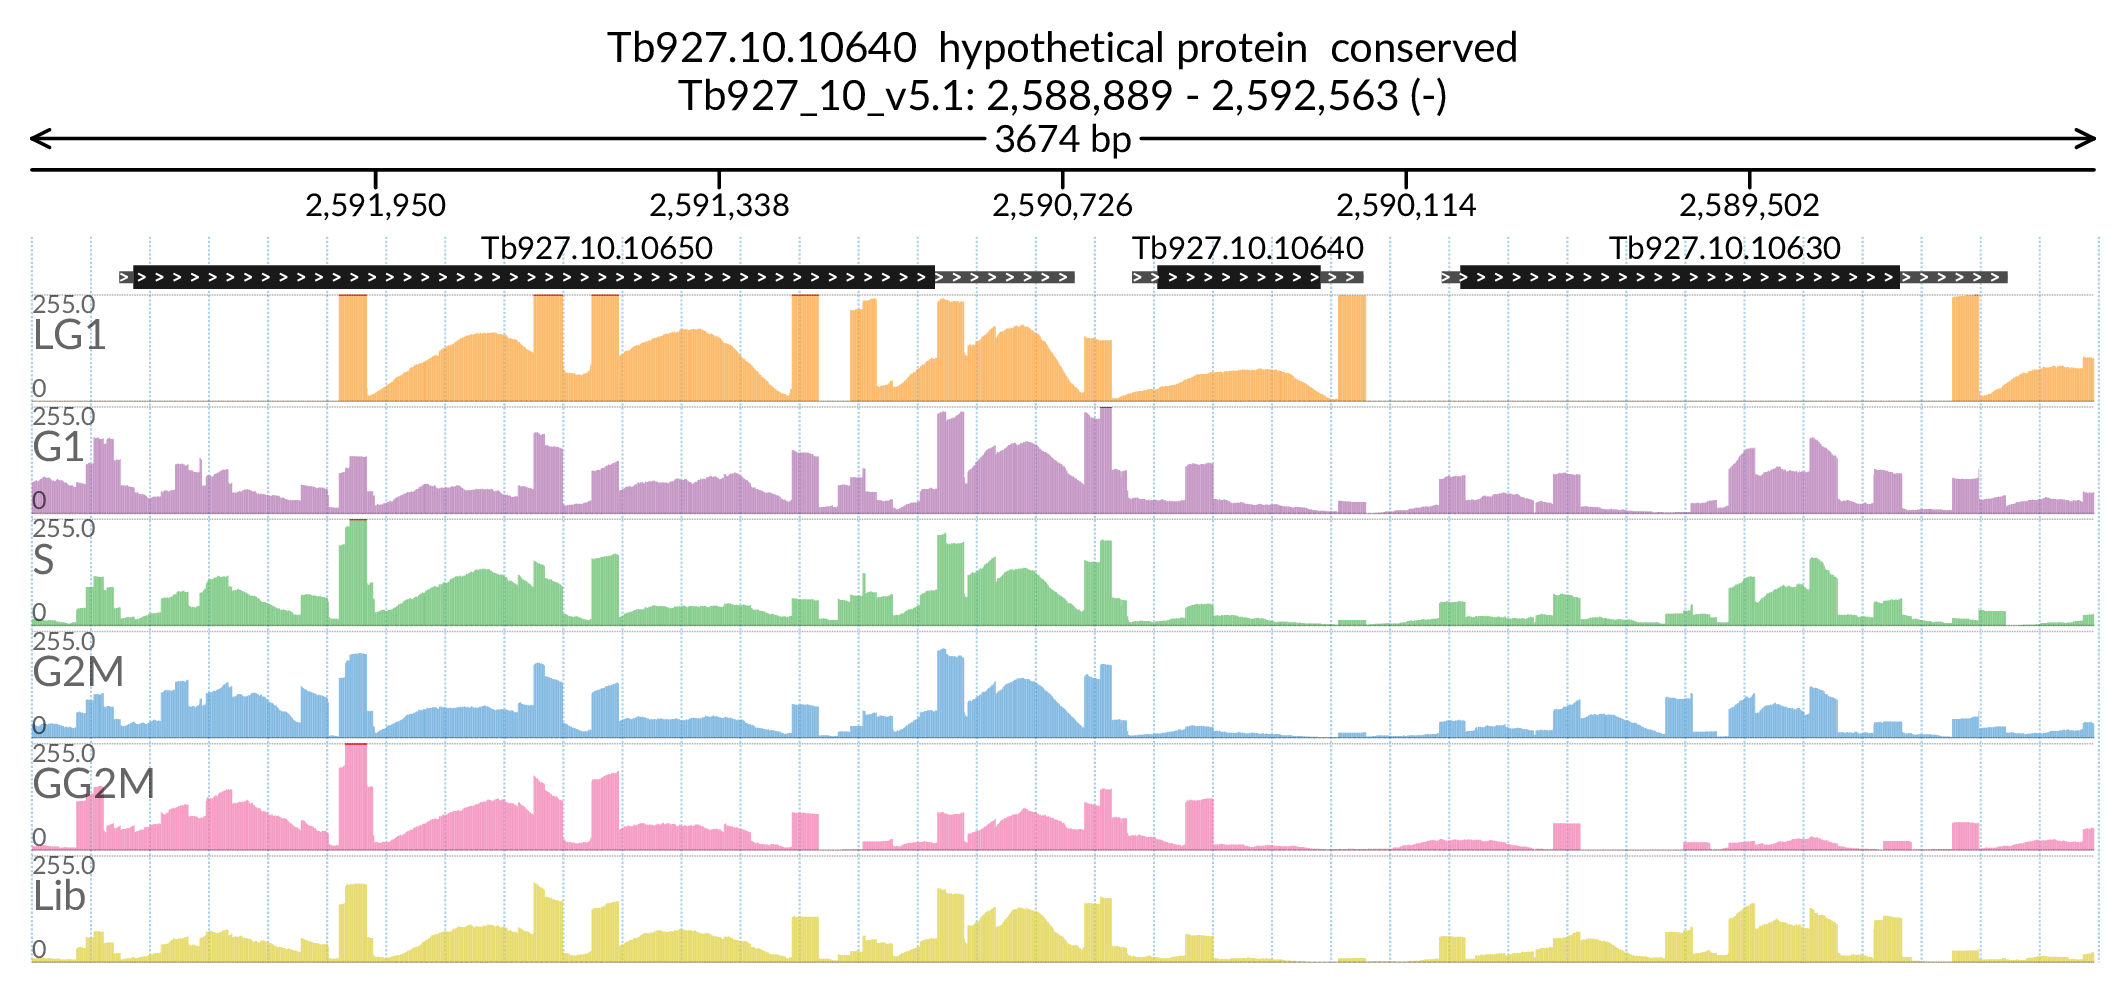 Tb927.10.10640  hypothetical protein  conserved
Tb927_10_v5.1: 2,588,889 - 2,592,563 (-)
3674 bp
2,591,950 2,591,338 2,590,726 2,590,114 2,589,502
Tb927.10.10650 Tb927.10.10640 Tb927.10.10630
255.0
LG1
0
255.0
G1
0
255.0
S
0
255.0
G2M
0
255.0
GG2M
0
255.0
Lib
0